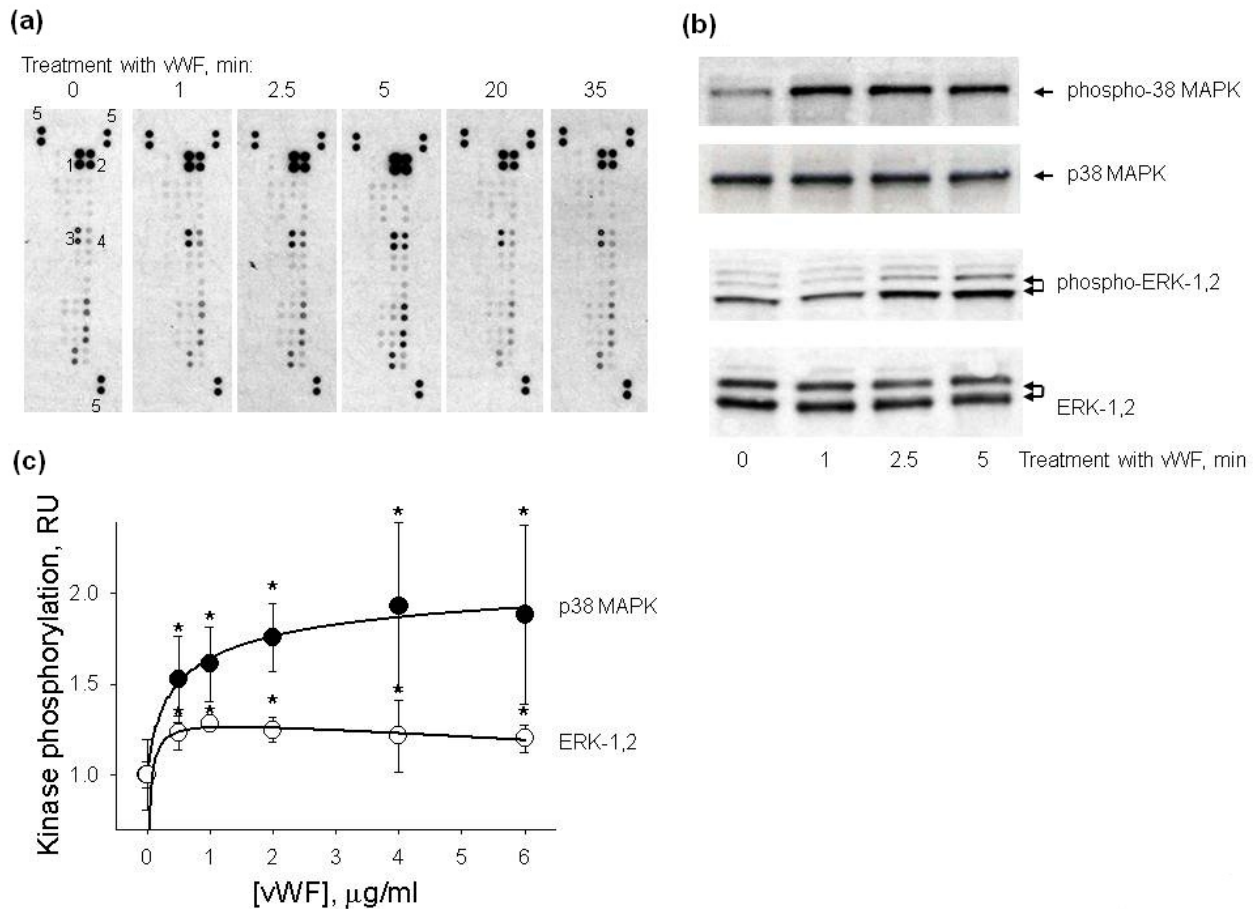 (a)
Treatment with vWF, min:
0 1 2.5 5 20 35
5 5
1 2
3 4
5
(b)
phospho-38 MAPK
p38 MAPK
phospho-ERK-1,2
ERK-1,2
0 1 2.5 5 Treatment with vWF, min
(c)
Kinase phosphorylation, RU
2.0
1.5
1.0
* * * * *
p38 MAPK
* * * * *
ERK-1,2
0 1 2 3 4 5 6
[vWF], μg/ml